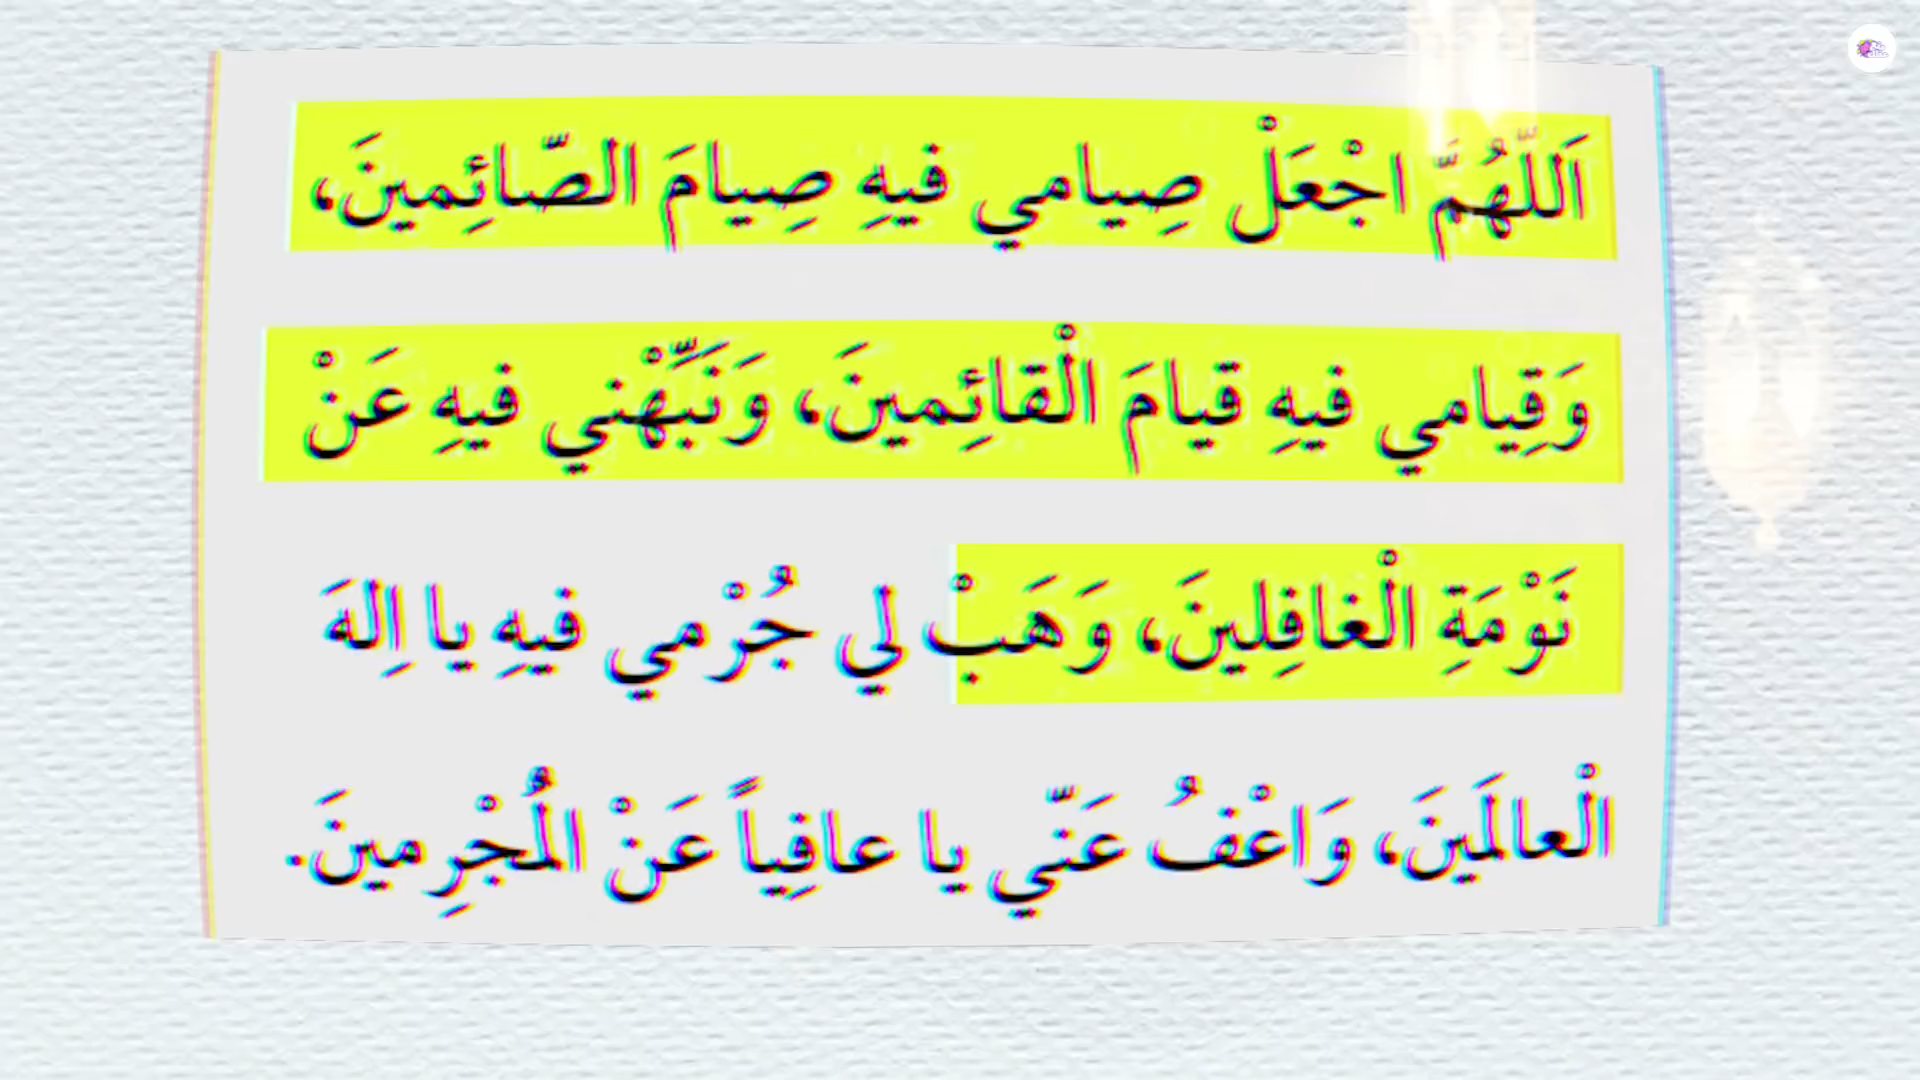 اَللّهُمَّ اجْعَلْ صِيامي فيهِ صِيامَ الصّائِمينَ،
وَقِيامي فيهِ قيامَ الْقائِمينَ، وَنَبِّهْني فيهِ عَنْ
نَوْمَةِ الْغافِلينَ، وَهَبْ لي جُرْمي فيهِ يا اِلهَ
الْعالَمينَ، وَاعْفُ عَنّي يا عافِياً عَنْ الْمُجْرِمينَ.